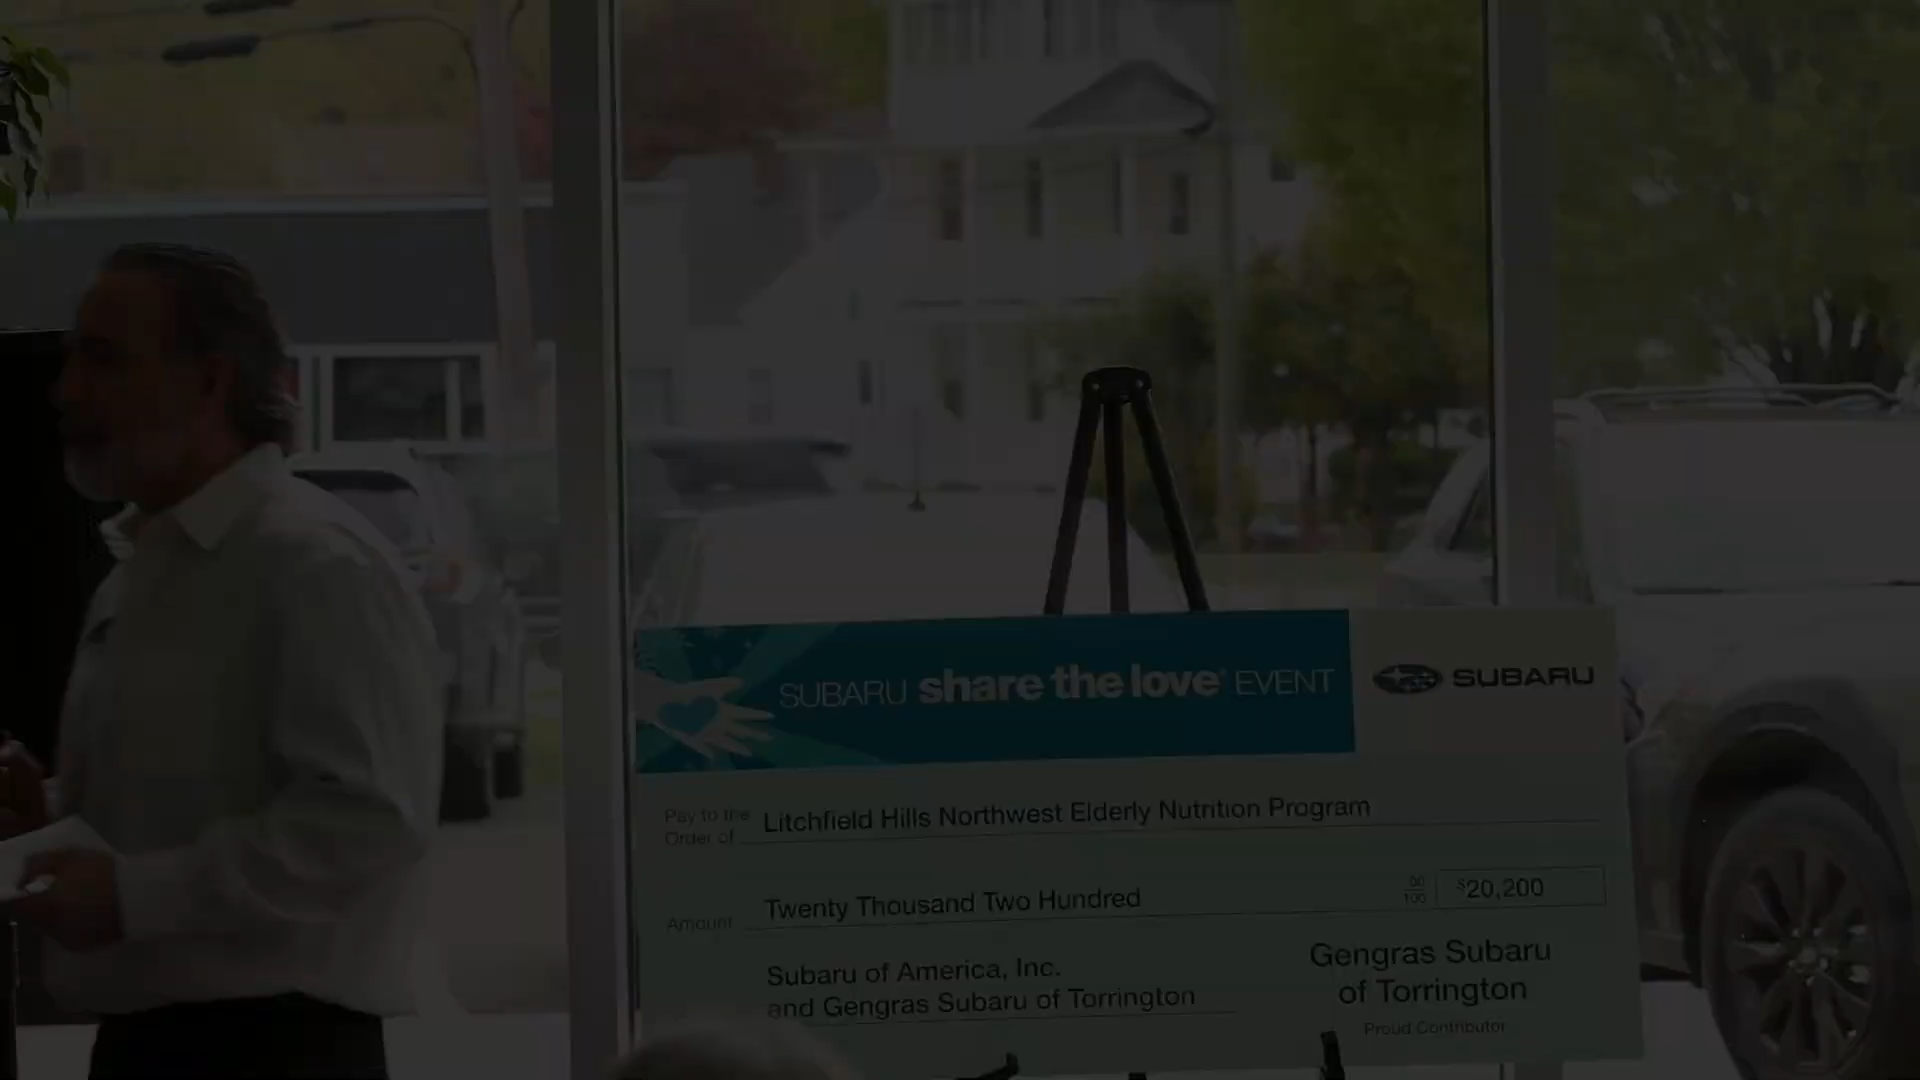 SUBARU share the love® EVENT
SUBARU
Pay to the
Order of
Litchfield Hills Northwest Elderly Nutrition Program
Amount
Twenty Thousand Two Hundred
00
100
$20,200
Subaru of America, Inc.
and Gengras Subaru of Torrington
Gengras Subaru
of Torrington
Proud Contributor